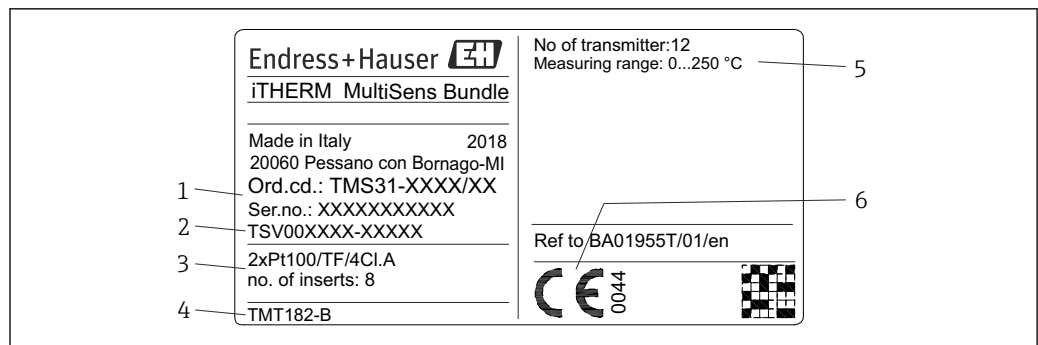 Endress+Hauser EH
iTHERM MultiSens Bundle
Made in Italy 2018
20060 Pessano con Bornago-MI
Ord.cd.: TMS31-XXXX/XX
Ser.no.: XXXXXXXXXXX
TSV00XXXX-XXXXX
2xPt100/TF/4Cl.A
no. of inserts: 8
TMT182-B
No of transmitter:12
Measuring range: 0...250 °C
Ref to BA01955T/01/en
CE 0044
1
2
3
4
5
6